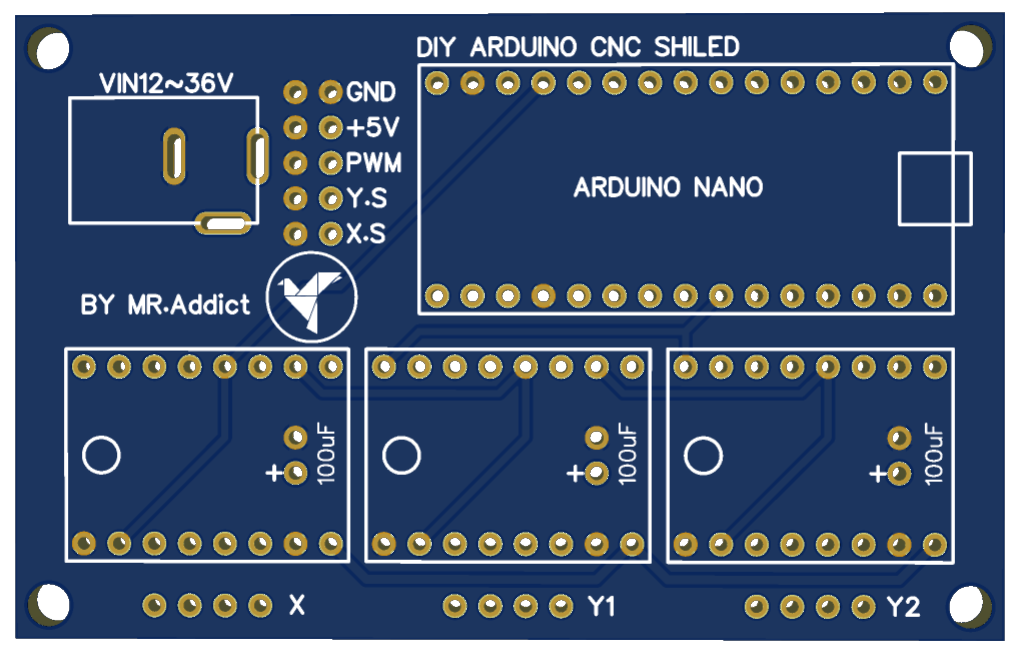 DIY ARDUINO CNC SHILED
VIN12~36V
GND
+5V
PWM
Y.S
X.S
ARDUINO NANO
BY MR.Addict
+
100uF
+
100uF
+
100uF
X
Y1
Y2